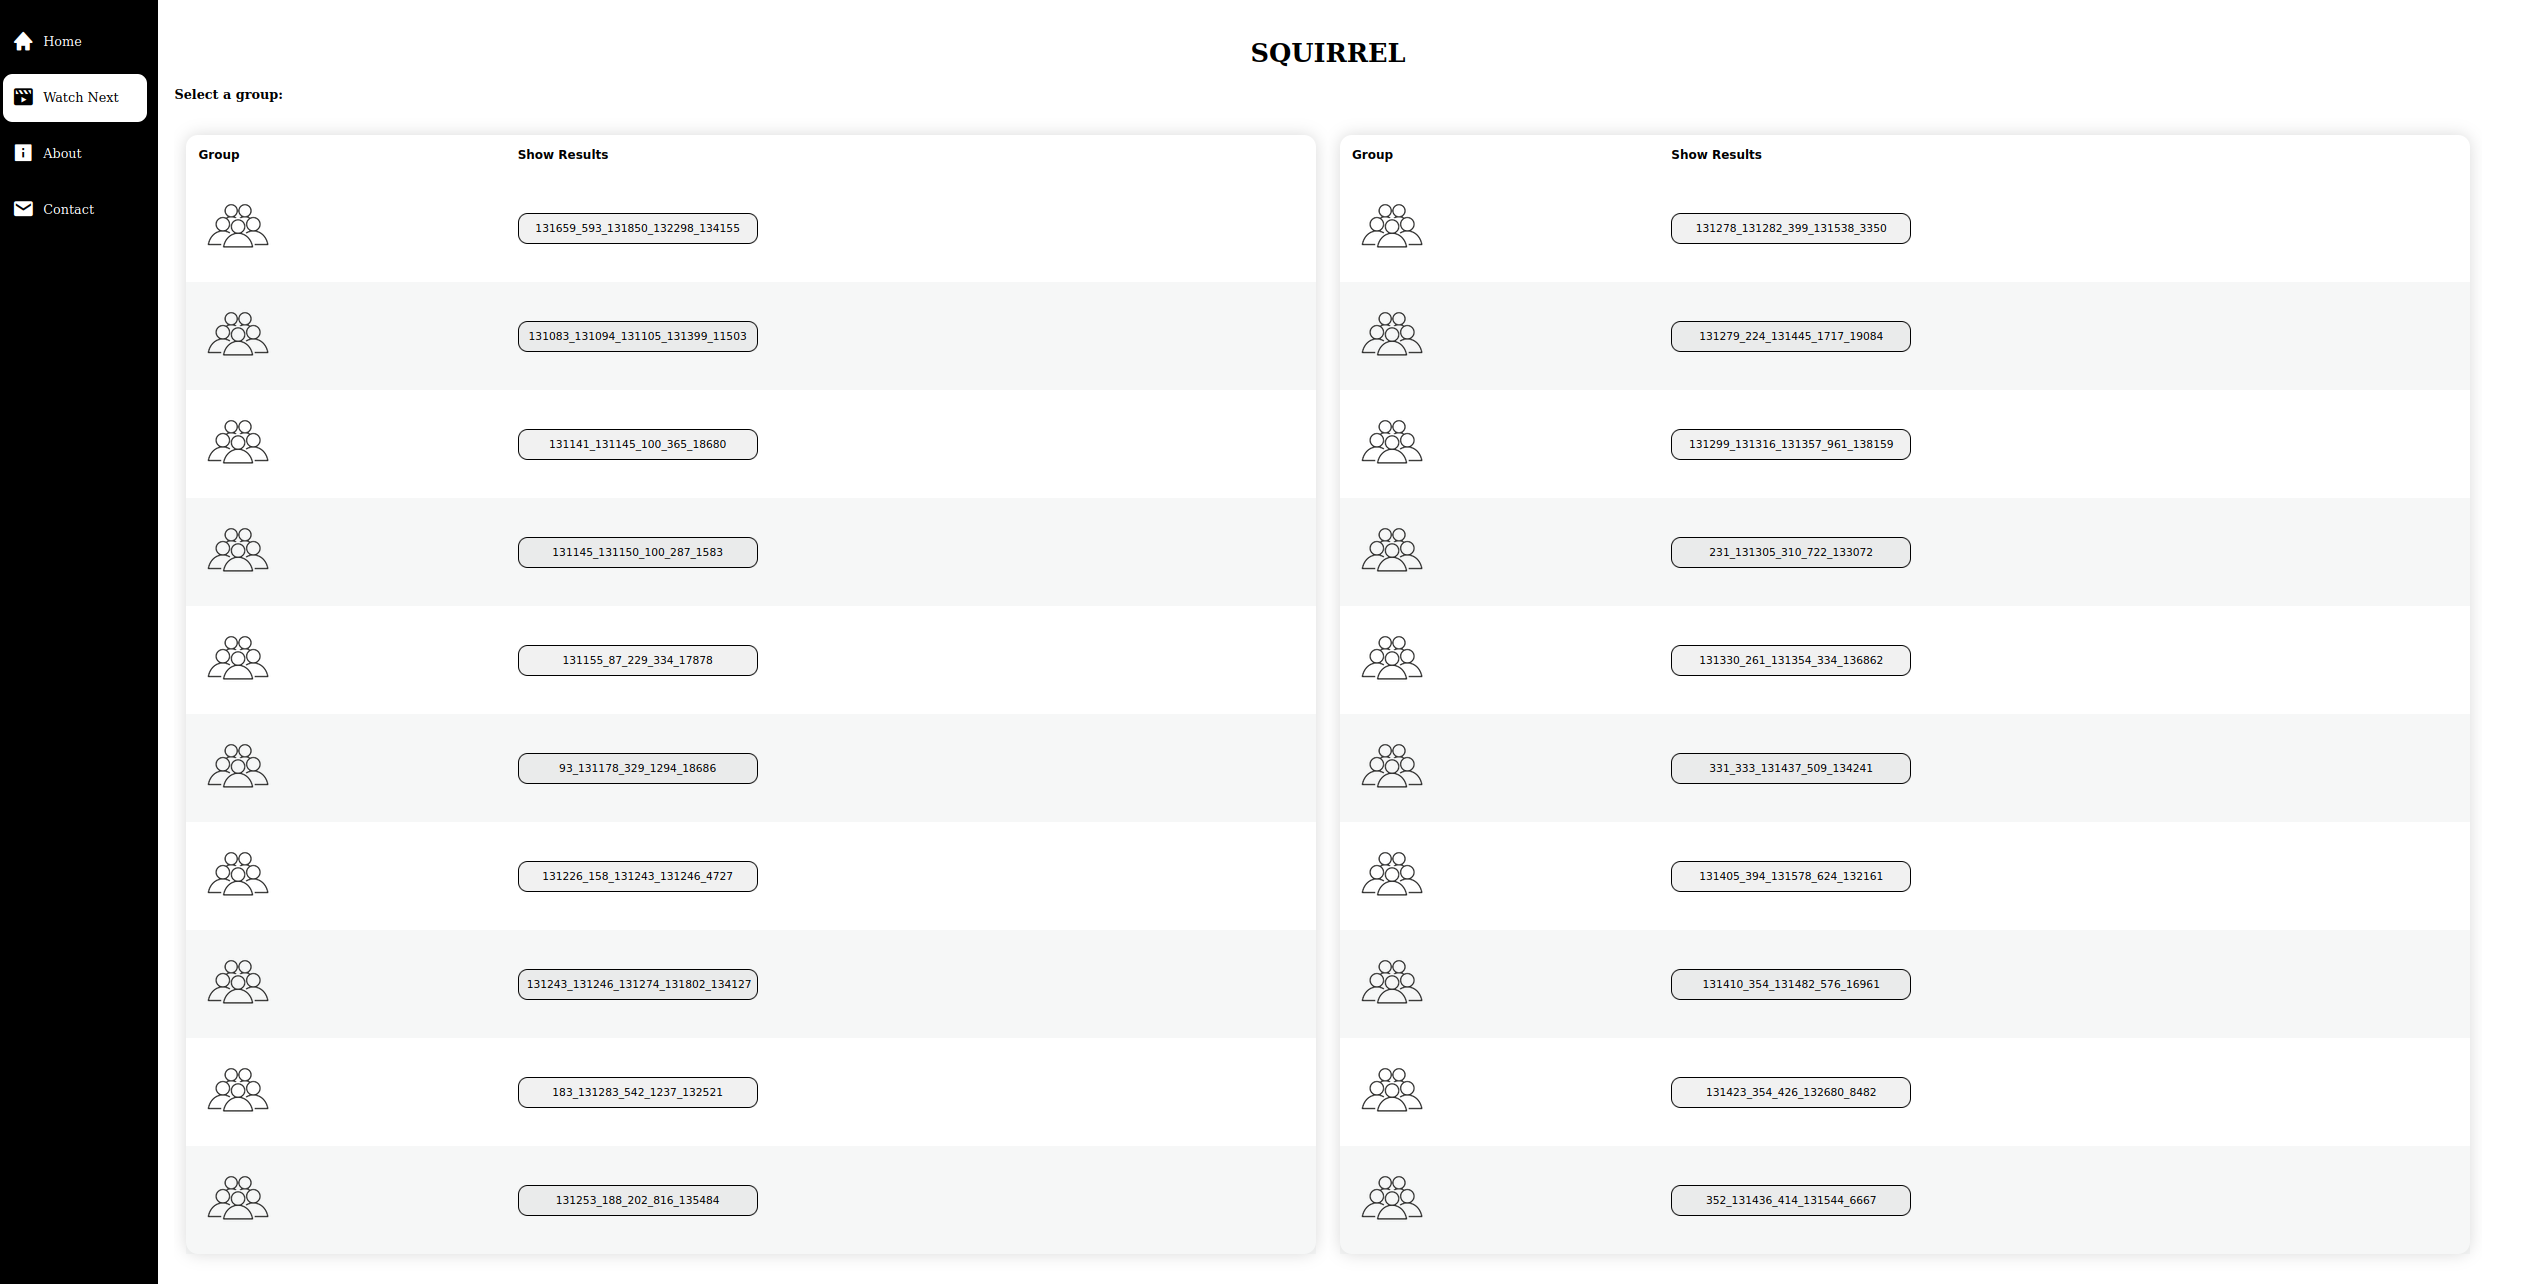 Home
Watch Next
About
Contact
SQUIRREL
Select a group:
Group Show Results
131659_593_131850_132298_134155
131083_131094_131105_131399_11503
131141_131145_100_365_18680
131145_131150_100_287_1583
131155_87_229_334_17878
93_131178_329_1294_18686
131226_158_131243_131246_4727
131243_131246_131274_131802_134127
183_131283_542_1237_132521
131253_188_202_816_135484
Group Show Results
131278_131282_399_131538_3350
131279_224_131445_1717_19084
131299_131316_131357_961_138159
231_131305_310_722_133072
131330_261_131354_334_136862
331_333_131437_509_134241
131405_394_131578_624_132161
131410_354_131482_576_16961
131423_354_426_132680_8482
352_131436_414_131544_6667